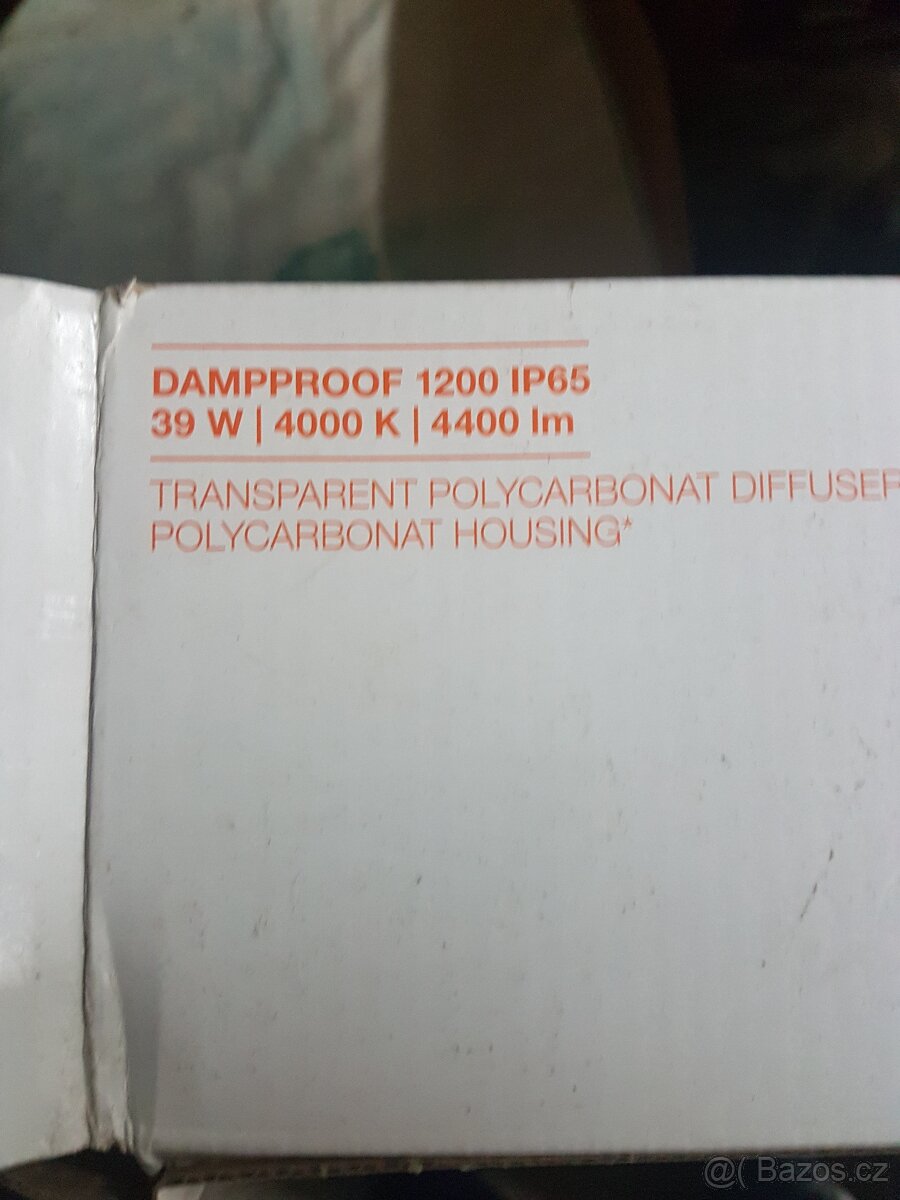 DAMPPROOF 1200 IP65
39 W | 4000 K | 4400 lm
TRANSPARENT POLYCARBONAT DIFFUSER
POLYCARBONAT HOUSING*
@( Bazos.cz